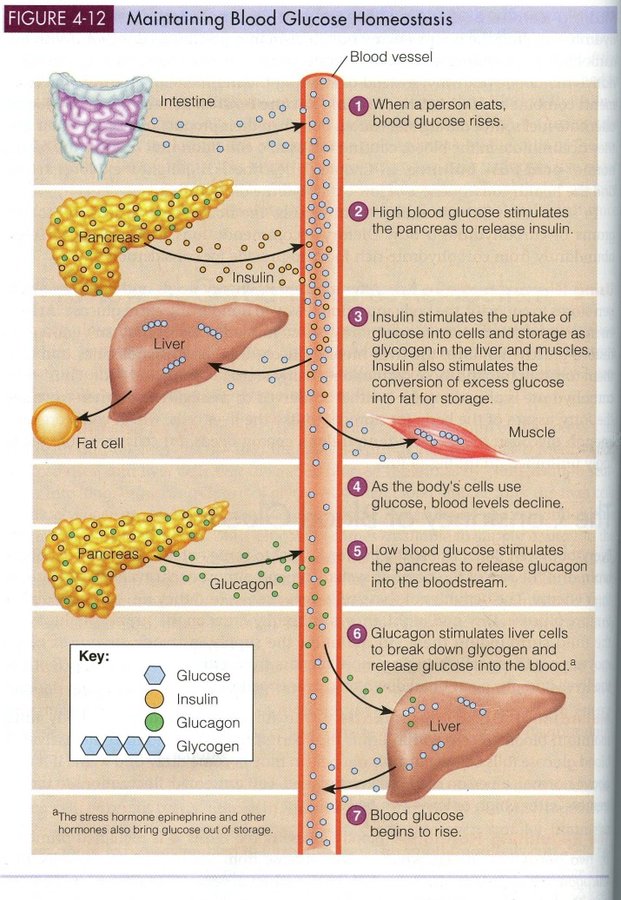 FIGURE 4-12 Maintaining Blood Glucose Homeostasis
Blood vessel
Intestine
1 When a person eats,
blood glucose rises.
Pancreas
Insulin
2 High blood glucose stimulates
the pancreas to release insulin.
Liver
Fat cell
3 Insulin stimulates the uptake of
glucose into cells and storage as
glycogen in the liver and muscles.
Insulin also stimulates the
conversion of excess glucose
into fat for storage.
Muscle
4 As the body's cells use
glucose, blood levels decline.
Pancreas
Glucagon
5 Low blood glucose stimulates
the pancreas to release glucagon
into the bloodstream.
6 Glucagon stimulates liver cells
to break down glycogen and
release glucose into the blood.a
Key:
Glucose
Insulin
Glucagon
Glycogen
Liver
aThe stress hormone epinephrine and other
hormones also bring glucose out of storage.
7 Blood glucose
begins to rise.